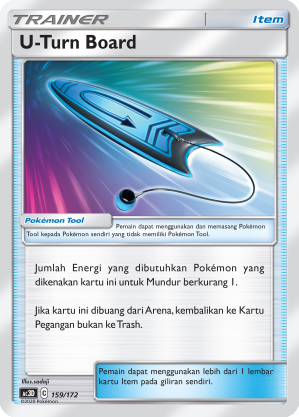 TRAINER Item
U-Turn Board
Pokémon Tool
Pemain dapat menggunakan dan memasang Pokémon
Tool kepada Pokémon sendiri yang tidak memiliki Pokémon Tool.
Jumlah Energi yang dibutuhkan Pokémon yang
dikenakan kartu ini untuk Mundur berkurang 1.
Jika kartu ini dibuang dari Arena, kembalikan ke Kartu
Pegangan bukan ke Trash.
Pemain dapat menggunakan lebih dari 1 lembar
kartu Item pada giliran sendiri.
Illus.sadaji
C 159/172
©2020 Pokémon